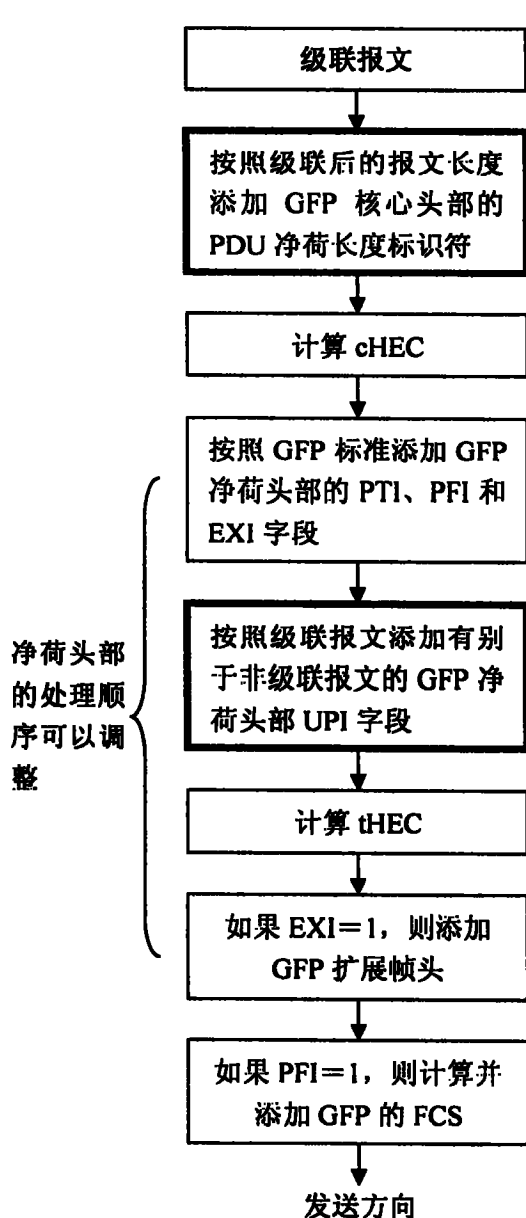 级联报文
按照级联后的报文长度
添加 GFP 核心头部的
PDU 净荷长度标识符
计算 cHEC
按照 GFP 标准添加 GFP
净荷头部的 PTI、PFI 和
EXI 字段
按照级联报文添加有别
于非级联报文的 GFP 净
荷头部 UPI 字段
计算 tHEC
如果 EXI＝1，则添加
GFP 扩展帧头
如果 PFI＝1，则计算并
添加 GFP 的 FCS
发送方向
净荷头部
的处理顺
序可以调
整